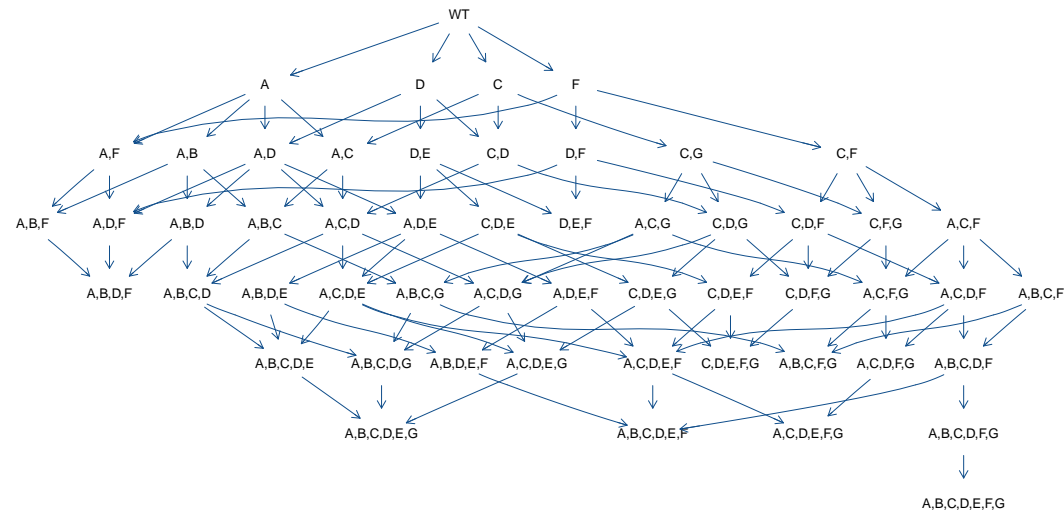 WT
A D C F
A,F A,B A,D A,C D,E C,D D,F C,G C,F
A,B,F A,D,F A,B,D A,B,C A,C,D A,D,E C,D,E D,E,F A,C,G C,D,G C,D,F C,F,G A,C,F
A,B,D,F A,B,C,D A,B,D,E A,C,D,E A,B,C,G A,C,D,G A,D,E,F C,D,E,G C,D,E,F C,D,F,G A,C,F,G A,C,D,F A,B,C,F
A,B,C,D,E A,B,C,D,G A,B,D,E,F A,C,D,E,G A,C,D,E,F C,D,E,F,G A,B,C,F,G A,C,D,F,G A,B,C,D,F
A,B,C,D,E,G A,B,C,D,E,F A,C,D,E,F,G A,B,C,D,F,G
A,B,C,D,E,F,G